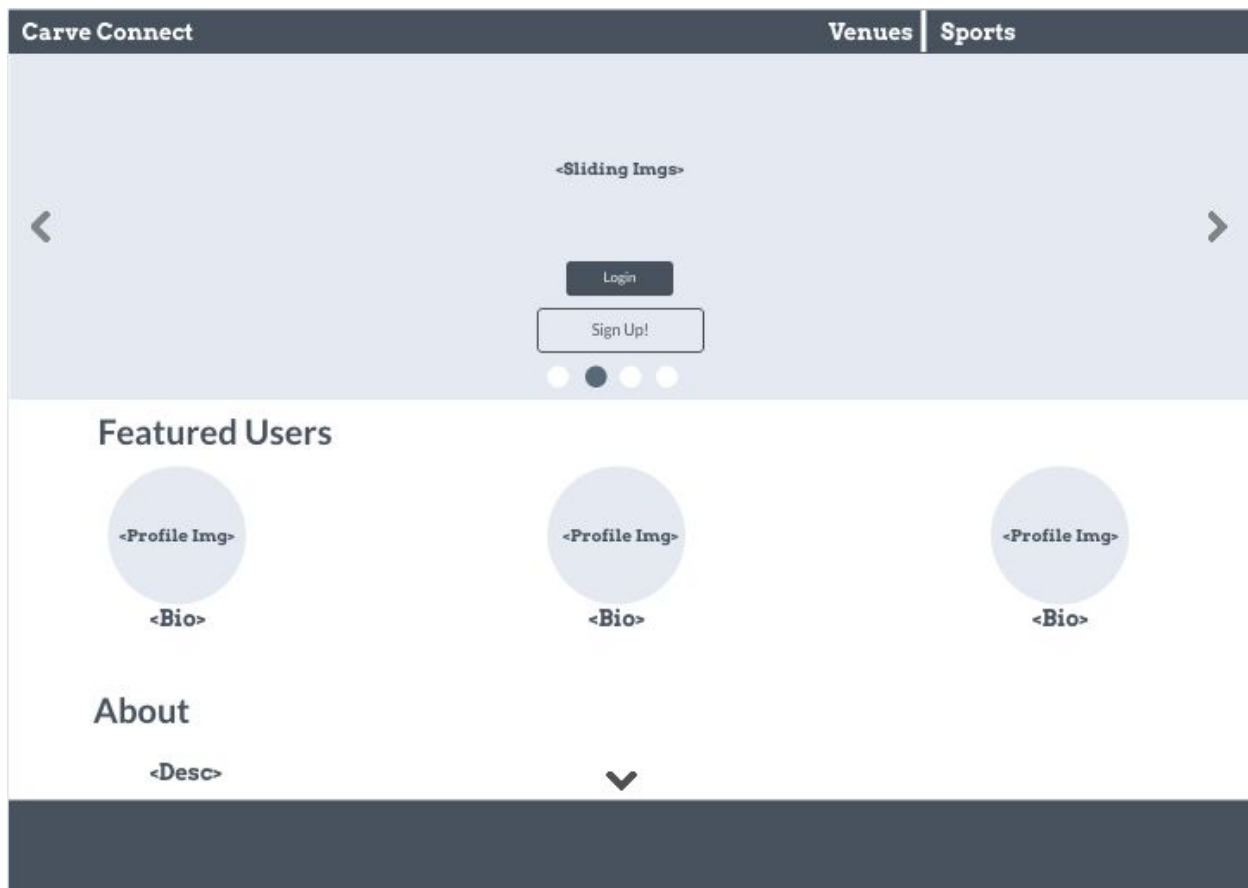 Carve Connect Venues Sports
<Sliding Imgs>
Login
Sign Up!
Featured Users
<Profile Img> <Profile Img> <Profile Img>
<Bio> <Bio> <Bio>
About
<Desc>